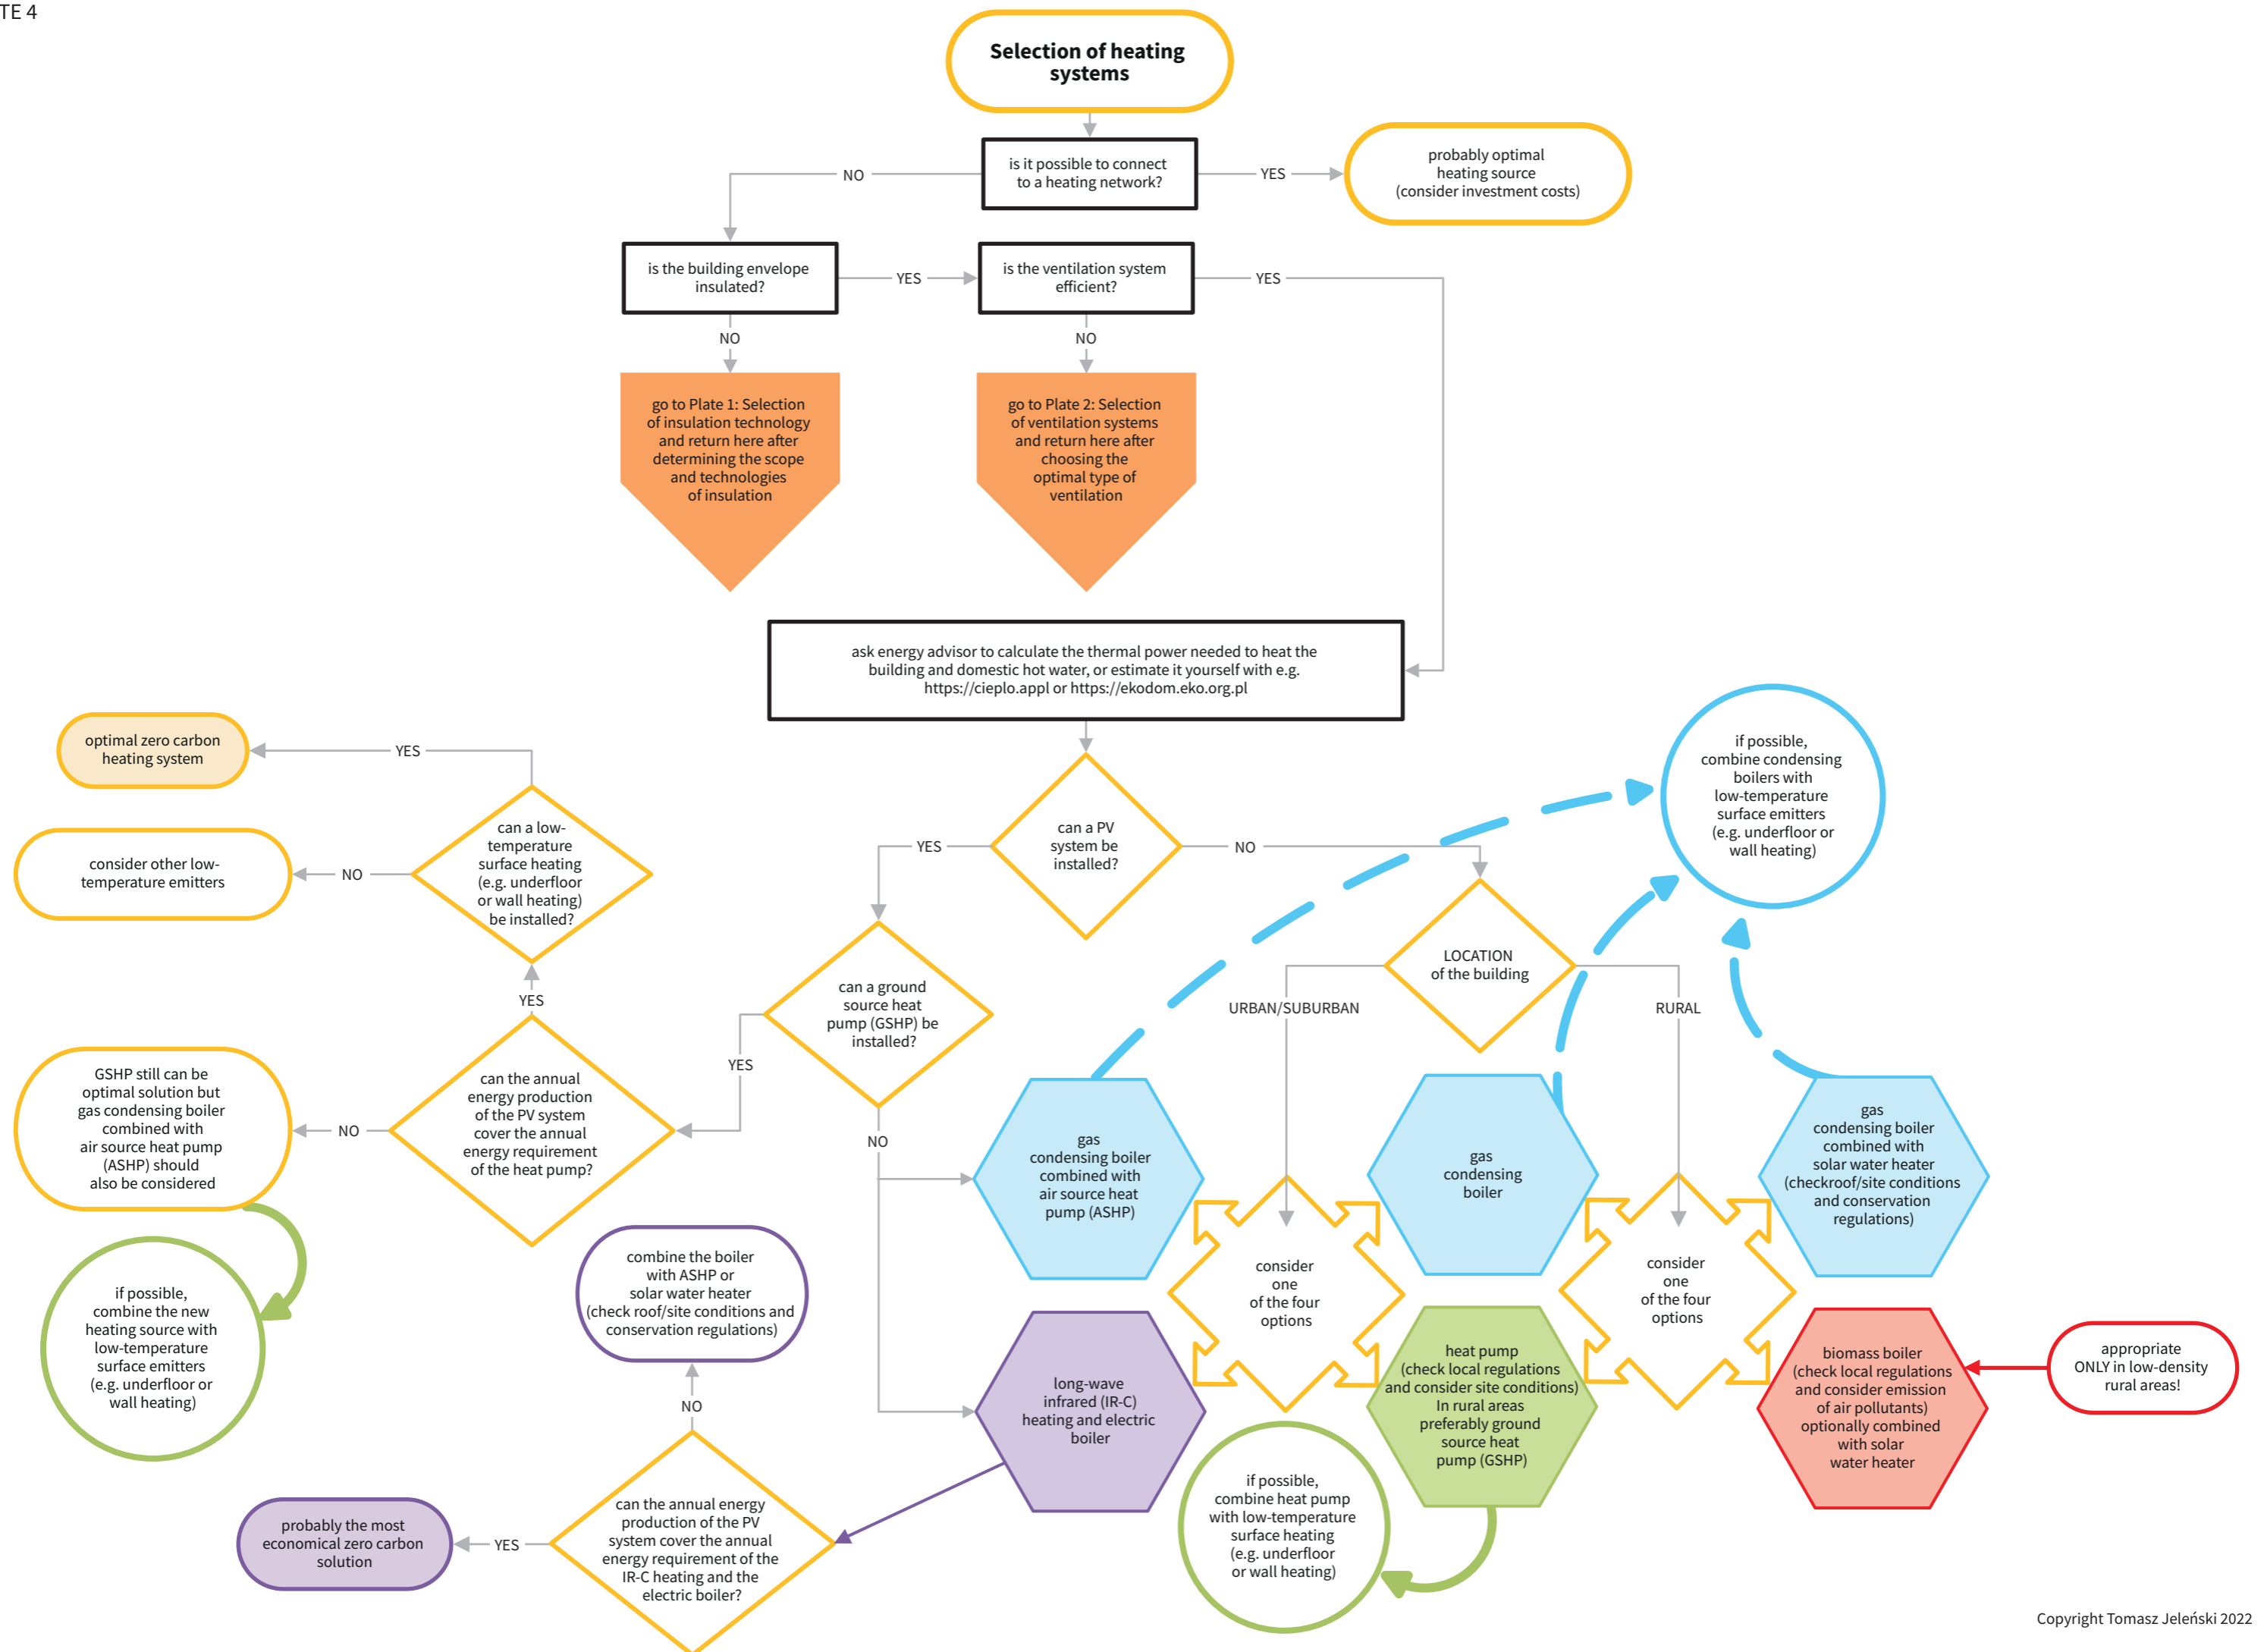 TE 4
Selection of heating
systems
is it possible to connect
to a heating network?
NO
YES
probably optimal
heating source
(consider investment costs)
is the building envelope
insulated?
YES
is the ventilation system
efficient?
YES
NO
NO
go to Plate 1: Selection
of insulation technology
and return here after
determining the scope
and technologies
of insulation
go to Plate 2: Selection
of ventilation systems
and return here after
choosing the
optimal type of
ventilation
ask energy advisor to calculate the thermal power needed to heat the
building and domestic hot water, or estimate it yourself with e.g.
https://cieplo.appl or https://ekodom.eko.org.pl
optimal zero carbon
heating system
YES
can a low-
temperature
surface heating
(e.g. underfloor
or wall heating)
be installed?
consider other low-
temperature emitters
NO
YES
can a PV
system be
installed?
YES
NO
if possible,
combine condensing
boilers with
low-temperature
surface emitters
(e.g. underfloor or
wall heating)
LOCATION
of the building
URBAN/SUBURBAN
RURAL
can a ground
source heat
pump (GSHP) be
installed?
YES
NO
can the annual
energy production
of the PV system
cover the annual
energy requirement
of the heat pump?
NO
GSHP still can be
optimal solution but
gas condensing boiler
combined with
air source heat pump
(ASHP) should
also be considered
if possible,
combine the new
heating source with
low-temperature
surface emitters
(e.g. underfloor or
wall heating)
gas
condensing boiler
combined with
air source heat
pump (ASHP)
gas
condensing
boiler
gas
condensing boiler
combined with
solar water heater
(checkroof/site conditions
and conservation
regulations)
consider
one
of the four
options
consider
one
of the four
options
combine the boiler
with ASHP or
solar water heater
(check roof/site conditions and
conservation regulations)
NO
long-wave
infrared (IR-C)
heating and electric
boiler
heat pump
(check local regulations
and consider site conditions)
In rural areas
preferably ground
source heat
pump (GSHP)
biomass boiler
(check local regulations
and consider emission
of air pollutants)
optionally combined
with solar
water heater
appropriate
ONLY in low-density
rural areas!
if possible,
combine heat pump
with low-temperature
surface heating
(e.g. underfloor
or wall heating)
can the annual energy
production of the PV
system cover the annual
energy requirement of the
IR-C heating and the
electric boiler?
YES
probably the most
economical zero carbon
solution
Copyright Tomasz Jeleński 2022